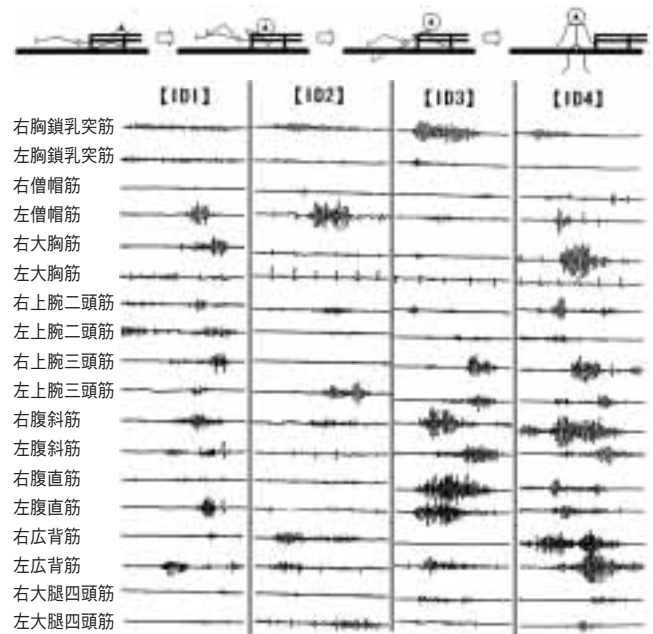 【ID1】 【ID2】 【ID3】 【ID4】
右胸鎖乳突筋
左胸鎖乳突筋
右僧帽筋
左僧帽筋
右大胸筋
左大胸筋
右上腕二頭筋
左上腕二頭筋
右上腕三頭筋
左上腕三頭筋
右腹斜筋
左腹斜筋
右腹直筋
左腹直筋
右広背筋
左広背筋
右大腿四頭筋
左大腿四頭筋